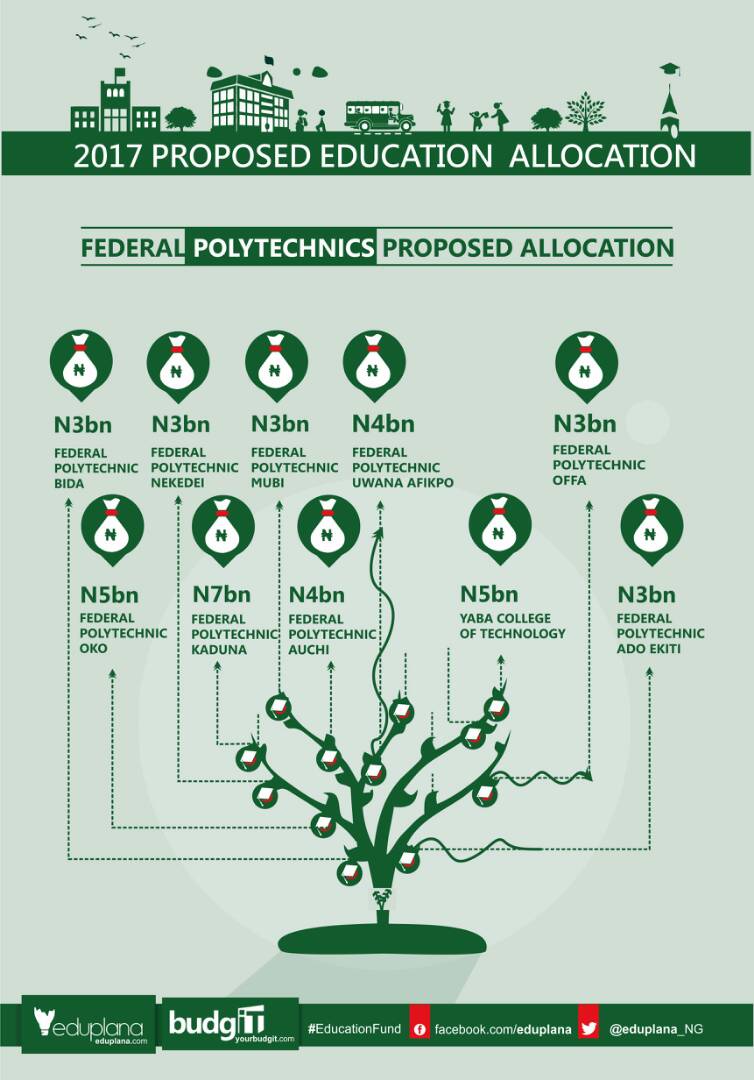 2017 PROPOSED EDUCATION ALLOCATION
FEDERAL POLYTECHNICS PROPOSED ALLOCATION
N3bn
FEDERAL
POLYTECHNIC
BIDA
N3bn
FEDERAL
POLYTECHNIC
NEKEDEI
N3bn
FEDERAL
POLYTECHNIC
MUBI
N4bn
FEDERAL
POLYTECHNIC
UWANA AFIKPO
N3bn
FEDERAL
POLYTECHNIC
OFFA
N5bn
FEDERAL
POLYTECHNIC
OKO
N7bn
FEDERAL
POLYTECHNIC
KADUNA
N4bn
FEDERAL
POLYTECHNIC
AUCHI
N5bn
YABA COLLEGE
OF TECHNOLOGY
N3bn
FEDERAL
POLYTECHNIC
ADO EKITI
eduplana
eduplana.com
budgIT
yourbudgit.com
#EducationFund
facebook.com/eduplana
@eduplana_NG